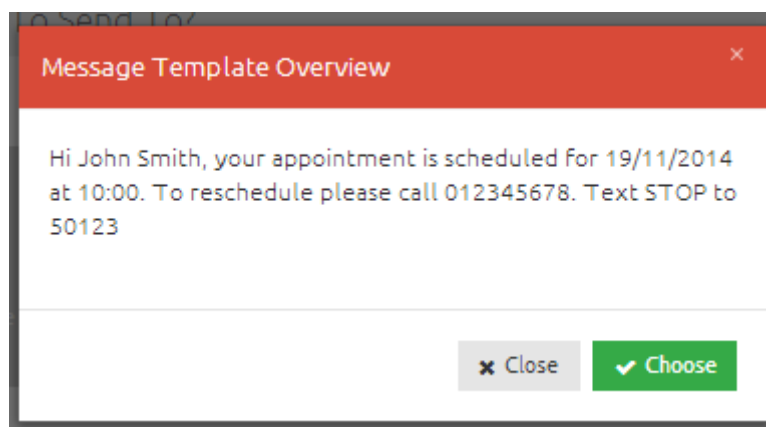 To Send To?
Message Template Overview
×
Hi John Smith, your appointment is scheduled for 19/11/2014
at 10:00. To reschedule please call 012345678. Text STOP to
50123
Close
Choose